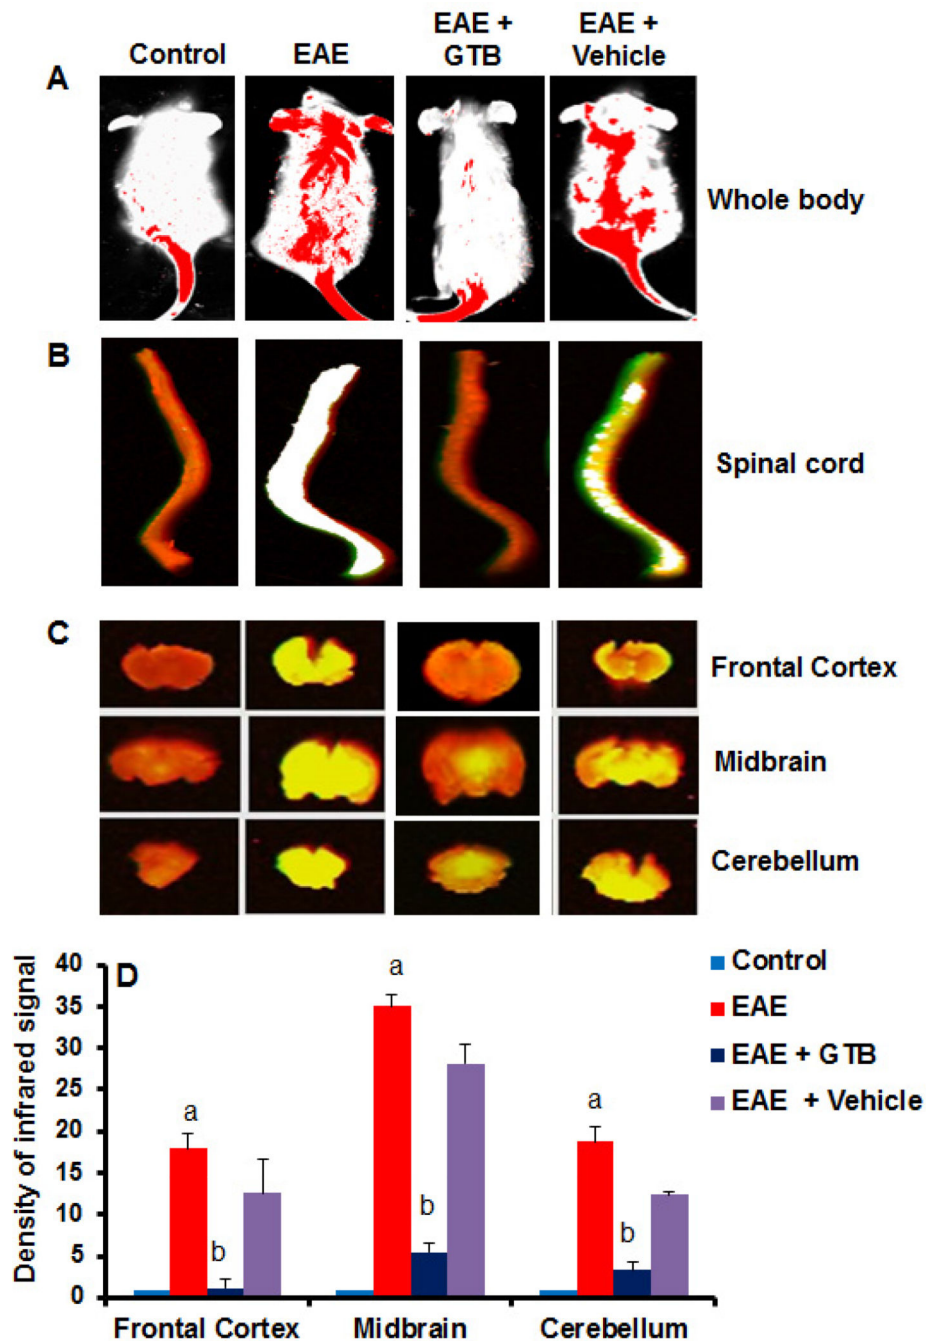 Control
EAE
EAE +
GTB
EAE +
Vehicle
A
Whole body
B
Spinal cord
C
Frontal Cortex
Midbrain
Cerebellum
D
Density of infrared signal
40
35
30
25
20
15
10
5
0
a
b
a
b
a
b
Frontal Cortex
Midbrain
Cerebellum
Control
EAE
EAE + GTB
EAE + Vehicle